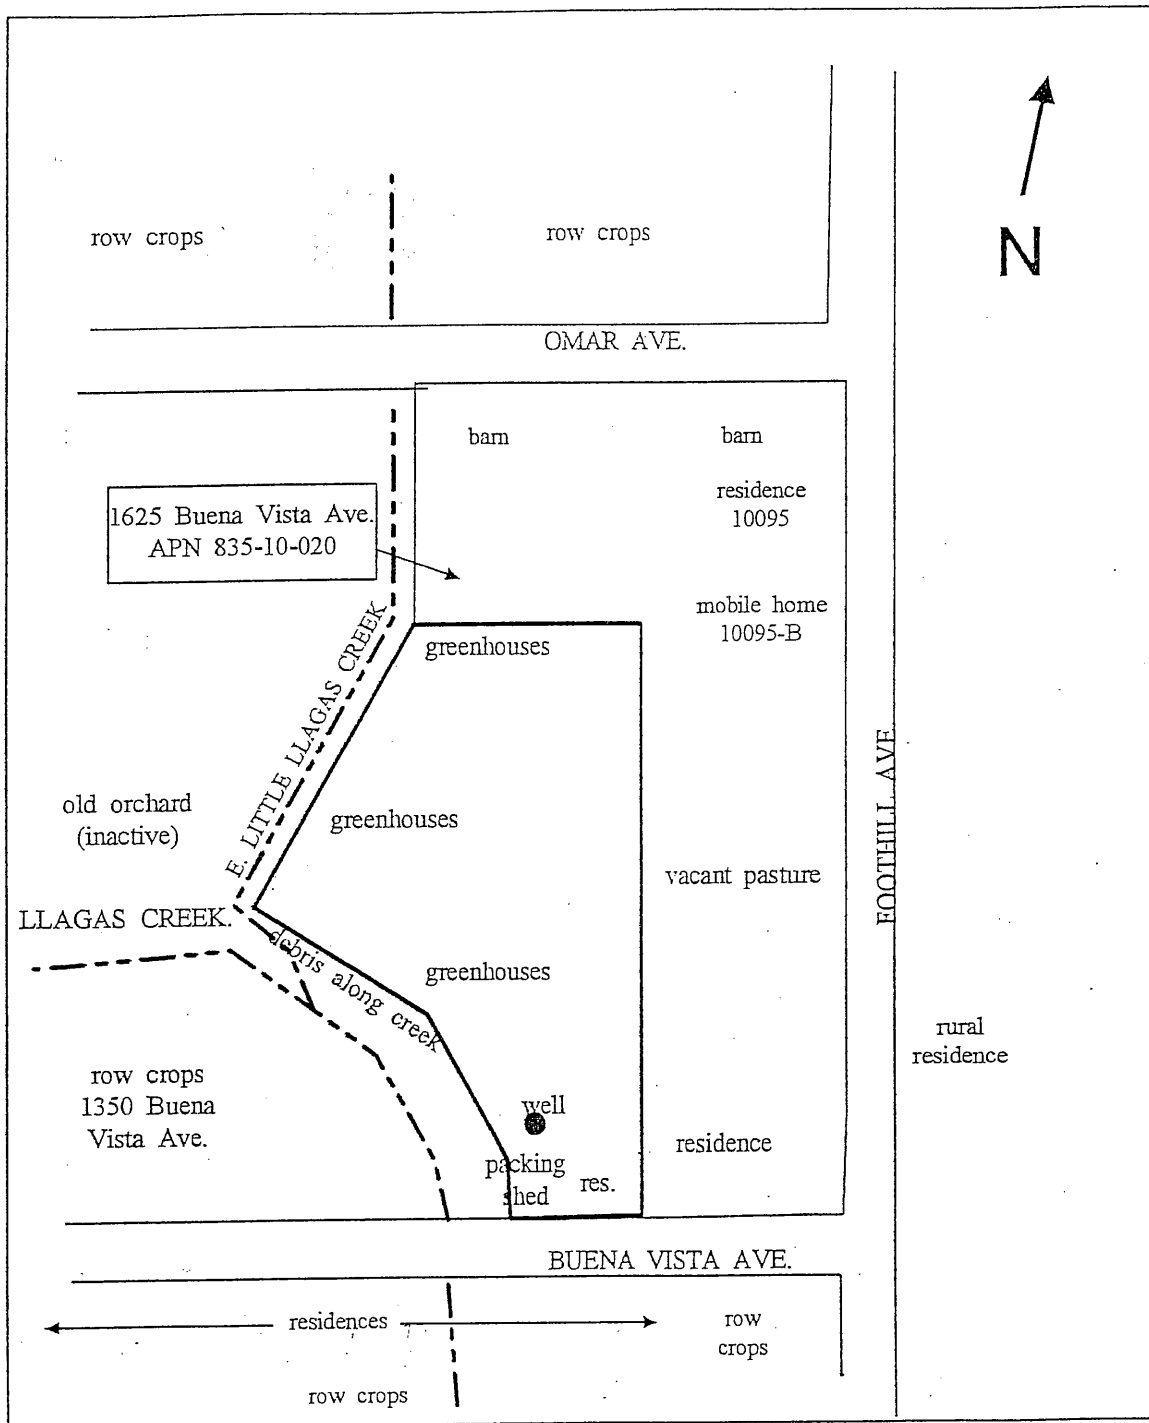 row crops
row crops
N
OMAR AVE.
barn
barn
residence
10095
1625 Buena Vista Ave.
APN 835-10-020
mobile home
10095-B
greenhouses
E. LITTLE LLAGAS CREEK
old orchard
(inactive)
greenhouses
vacant pasture
FOOTHILL AVE
LLAGAS CREEK.
debris along creek
greenhouses
rural
residence
row crops
1350 Buena
Vista Ave.
well
residence
packing
shed
res.
BUENA VISTA AVE.
residences
row
crops
row crops